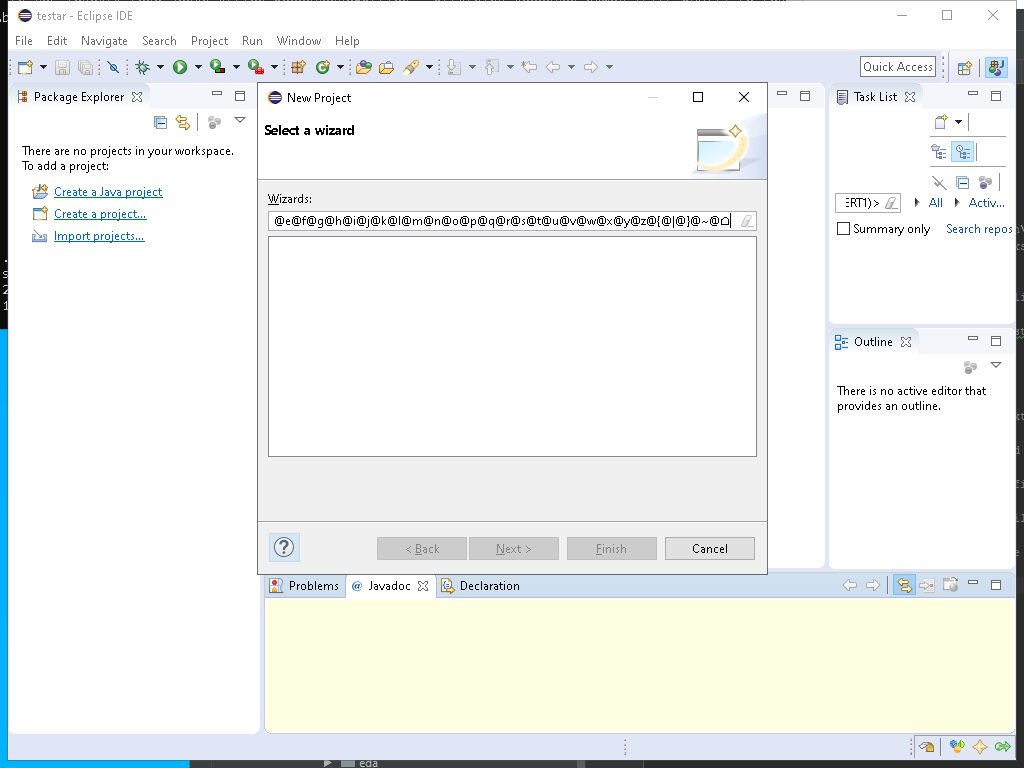 testar - Eclipse IDE
File Edit Navigate Search Project Run Window Help
Quick Access
Package Explorer
There are no projects in your workspace.
To add a project:
Create a Java project
Create a project...
Import projects...
New Project
Select a wizard
Wizards:
@e@f@g@h@i@j@k@l@m@n@o@p@q@r@s@t@u@v@w@x@y@z@{@|@}@~@⌂
?
< Back Next > Finish Cancel
Task List
ERT1)> All Activ...
Summary only Search repos
Outline
There is no active editor that
provides an outline.
Problems @ Javadoc Declaration
eda